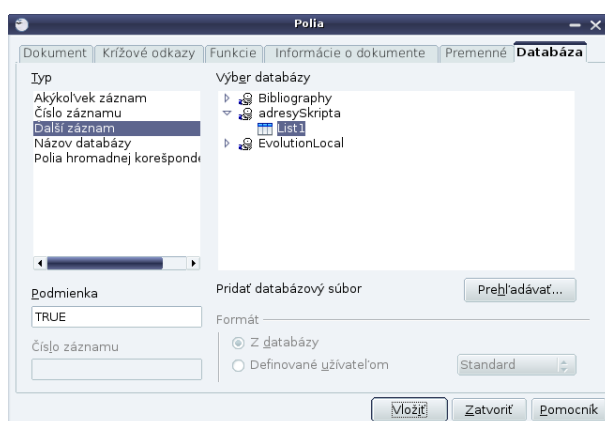 Polia
Dokument Krížové odkazy Funkcie Informácie o dokumente Premenné Databáza
Typ
Akýkoľvek záznam
Číslo záznamu
Ďalší záznam
Názov databázy
Polia hromadnej korešponde
Výber databázy
Bibliography
adresySkripta
List1
EvolutionLocal
Podmienka
TRUE
Číslo záznamu
Pridať databázový súbor
Prehľadávať...
Formát
Z databázy
Definované užívateľom
Standard
Vložiť Zatvoriť Pomocník